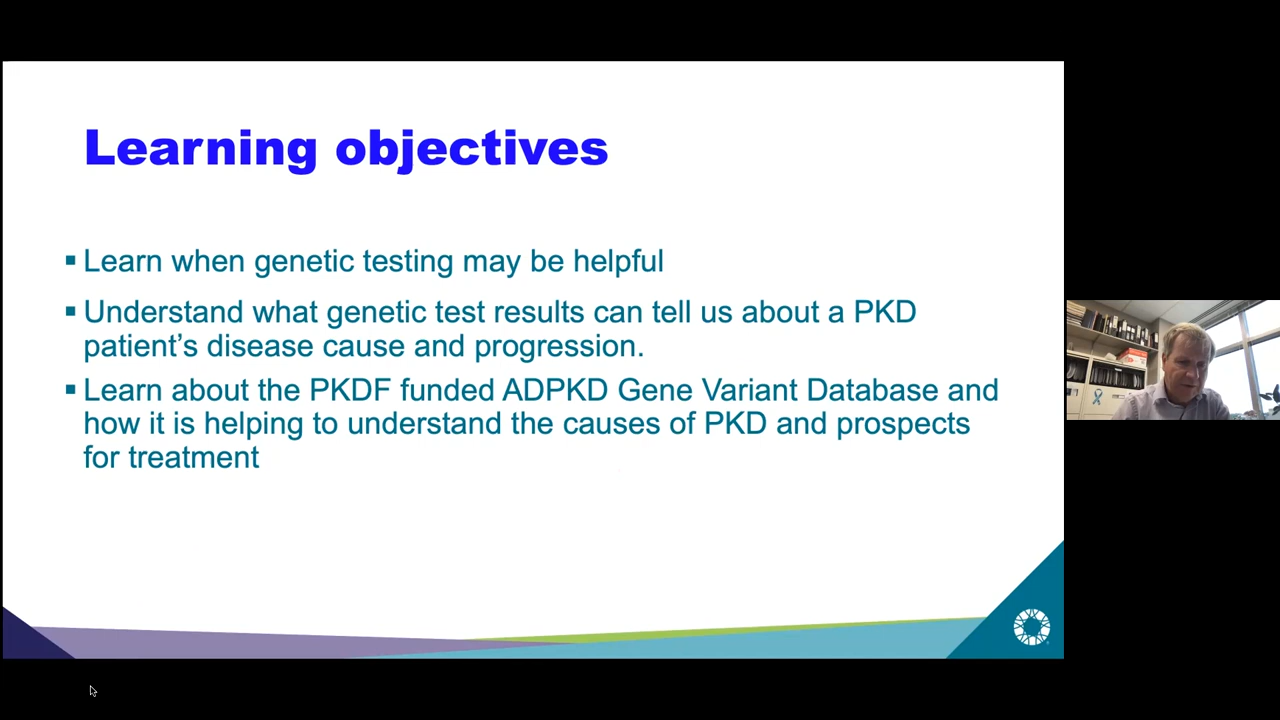 Learning objectives
▪ Learn when genetic testing may be helpful
▪ Understand what genetic test results can tell us about a PKD
patient's disease cause and progression.
▪ Learn about the PKDF funded ADPKD Gene Variant Database and
how it is helping to understand the causes of PKD and prospects
for treatment